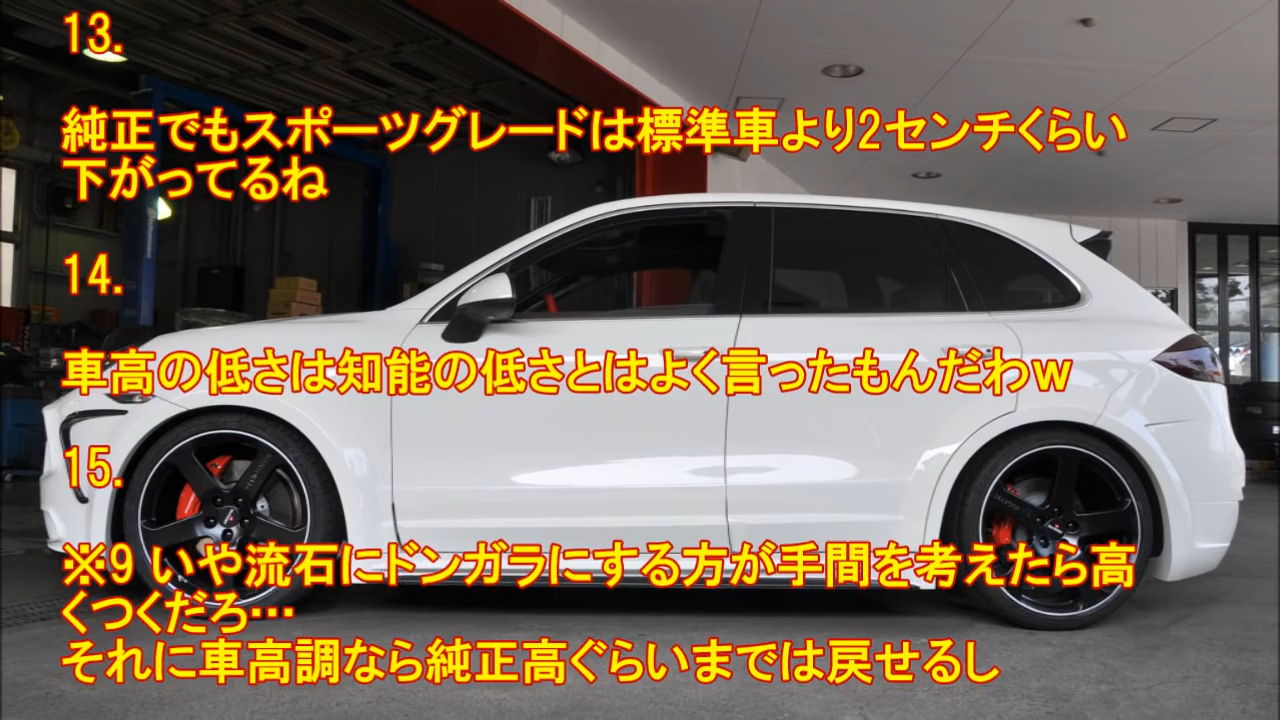 13.
純正でもスポーツグレードは標準車より2センチくらい
下がってるね
14.
車高の低さは知能の低さとはよく言ったもんだわｗ
15.
※9 いや流石にドンガラにする方が手間を考えたら高
くつくだろ…
それに車高調なら純正高ぐらいまでは戻せるし